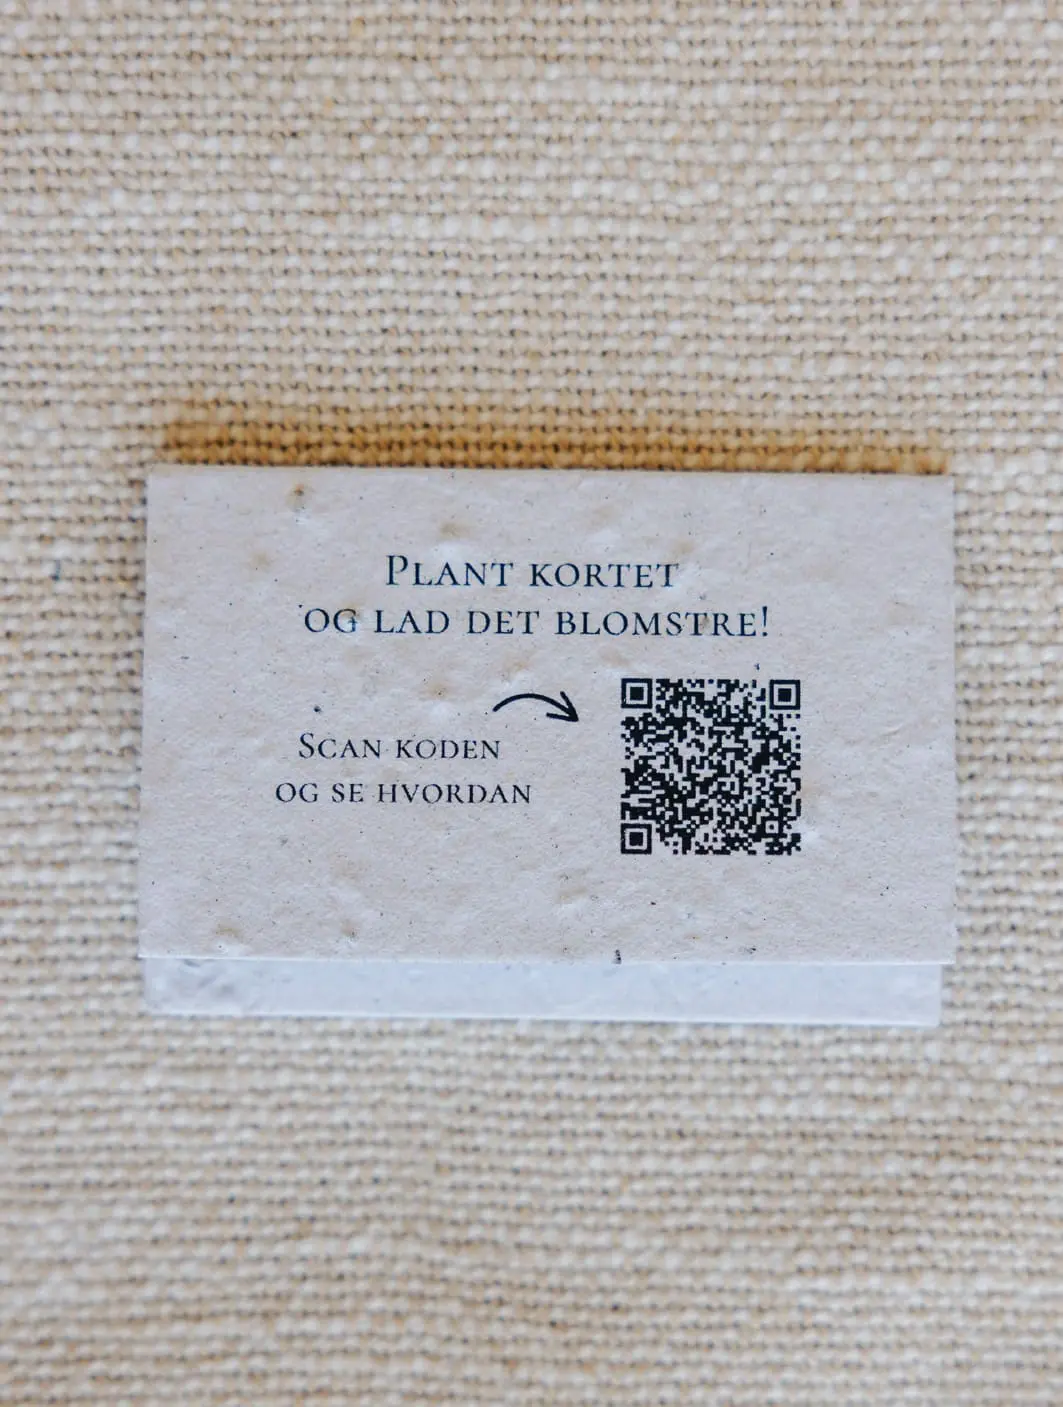 Plant kortet
og lad det blomstre!
Scan koden
og se hvordan